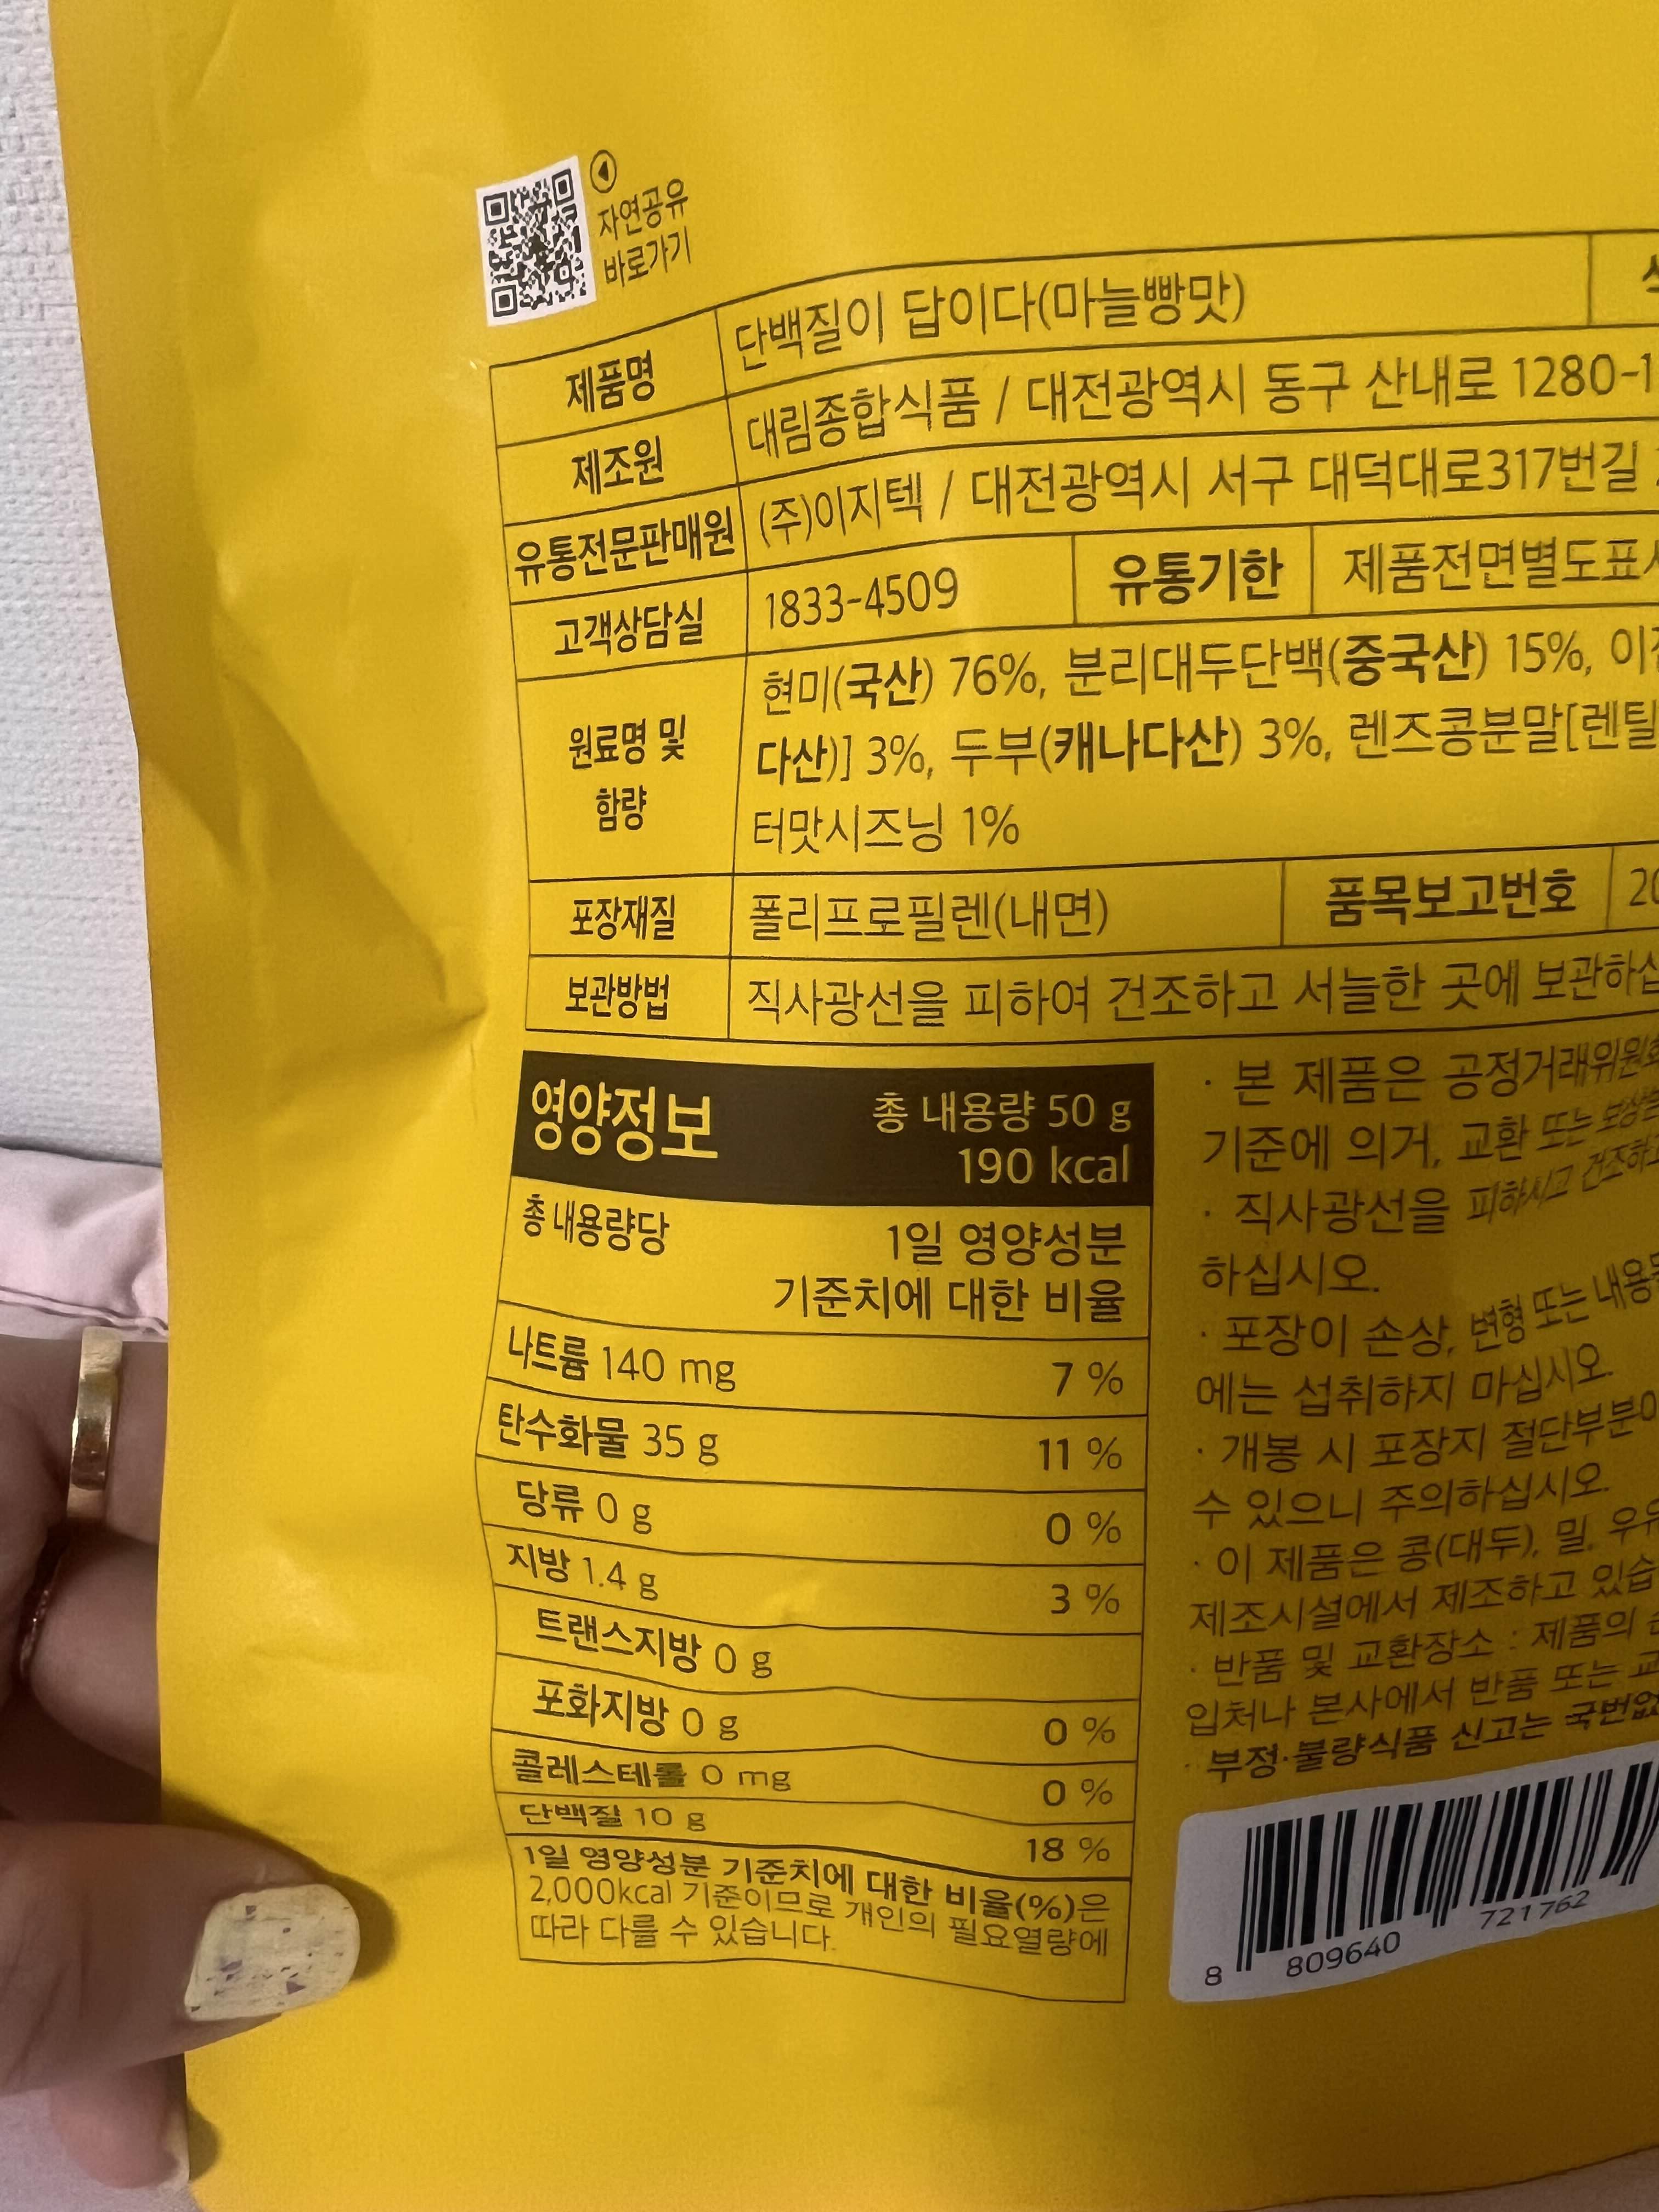 자연공유
바로가기
제품명 단백질이 답이다(마늘빵맛)
제조원 대림종합식품 / 대전광역시 동구 산내로 1280-1
유통전문판매원 (주)이지텍 / 대전광역시 서구 대덕대로317번길
고객상담실 1833-4509 유통기한 제품전면별도표시
원료명 및 함량 현미(국산) 76%, 분리대두단백(중국산) 15%,
다산)] 3%, 두부(캐나다산) 3%, 렌즈콩분말[렌틸
터맛시즈닝 1%
포장재질 폴리프로필렌(내면) 품목보고번호 20
보관방법 직사광선을 피하여 건조하고 서늘한 곳에 보관하십
영양정보 총 내용량 50 g
190 kcal
총 내용량당 1일 영양성분
기준치에 대한 비율
나트륨 140 mg 7 %
탄수화물 35 g 11 %
당류 0 g 0 %
지방 1.4 g 3 %
트랜스지방 0 g
포화지방 0 g 0 %
콜레스테롤 0 mg 0 %
단백질 10 g 18 %
1일 영양성분 기준치에 대한 비율(%)은
2,000kcal 기준이므로 개인의 필요열량에
따라 다를 수 있습니다.
· 본 제품은 공정거래위원회
기준에 의거, 교환 또는 보상을
· 직사광선을 피하시고 건조하고
하십시오.
· 포장이 손상, 변형 또는 내용물
에는 섭취하지 마십시오.
· 개봉 시 포장지 절단부분이
수 있으니 주의하십시오.
· 이 제품은 콩(대두), 밀, 우유
제조시설에서 제조하고 있습
· 반품 및 교환장소 : 제품의
입처나 본사에서 반품 또는 교
· 부정·불량식품 신고는 국번없
8 809640 721762